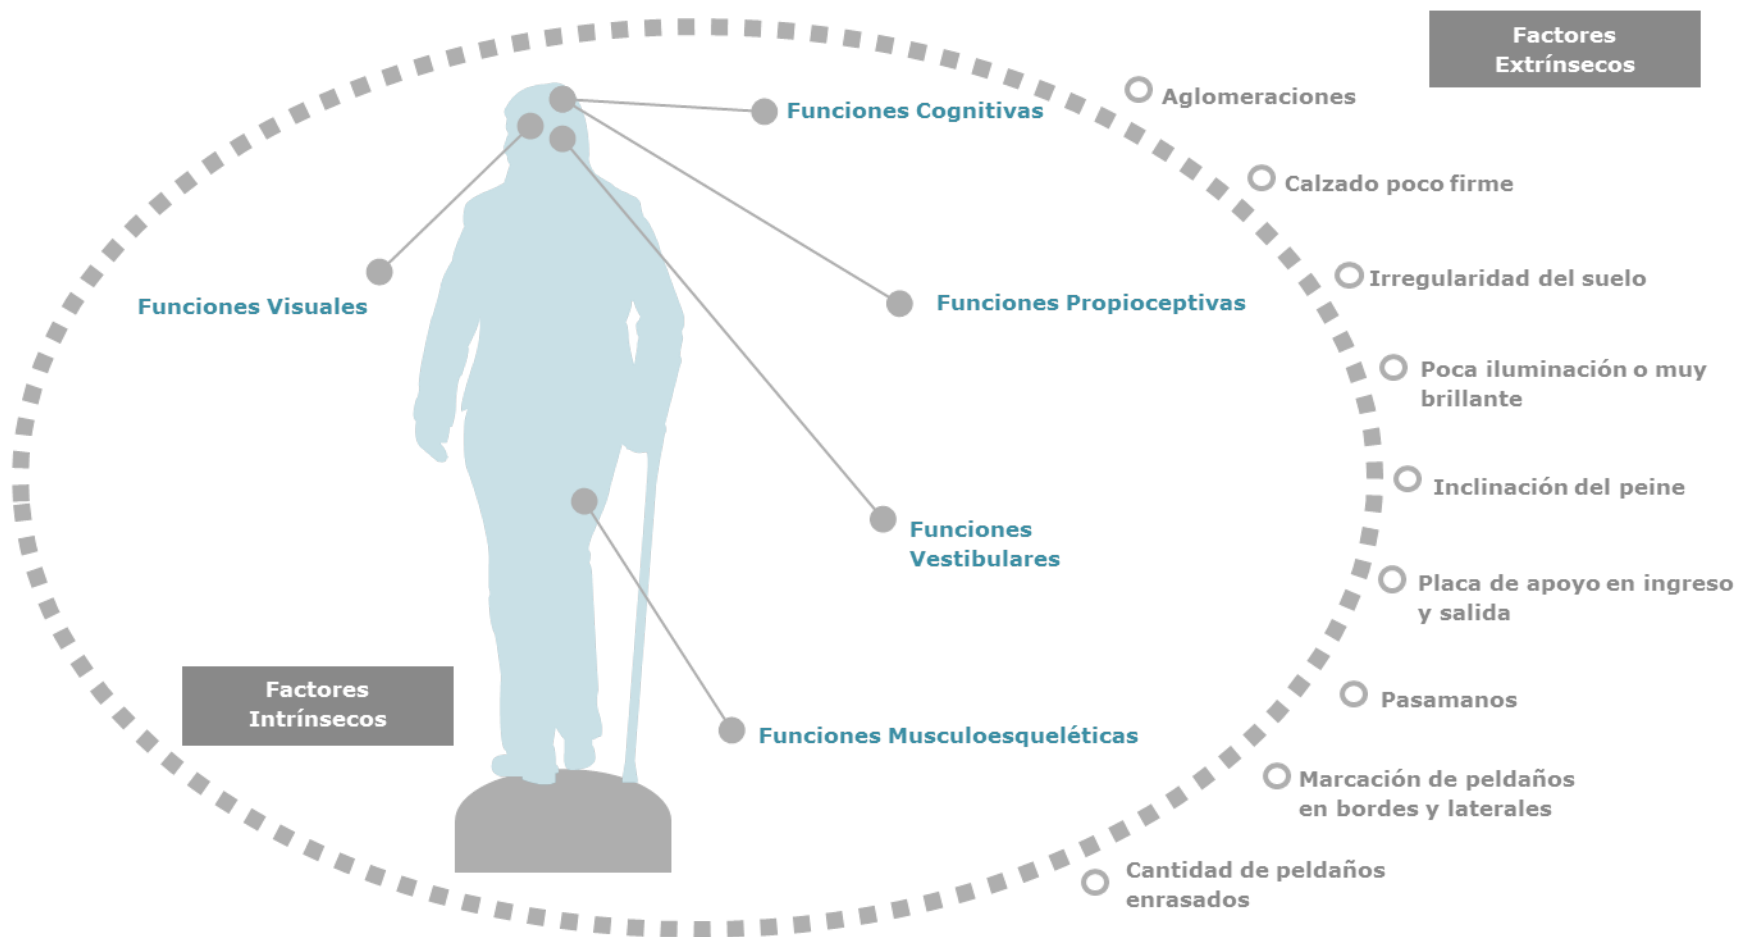 Factores
Extrínsecos
Aglomeraciones
Funciones Cognitivas
Calzado poco firme
Irregularidad del suelo
Funciones Visuales
Funciones Propioceptivas
Poca iluminación o muy
brillante
Inclinación del peine
Funciones
Vestibulares
Placa de apoyo en ingreso
y salida
Factores
Intrínsecos
Pasamanos
Funciones Musculoesqueléticas
Marcación de peldaños
en bordes y laterales
Cantidad de peldaños
enrasados